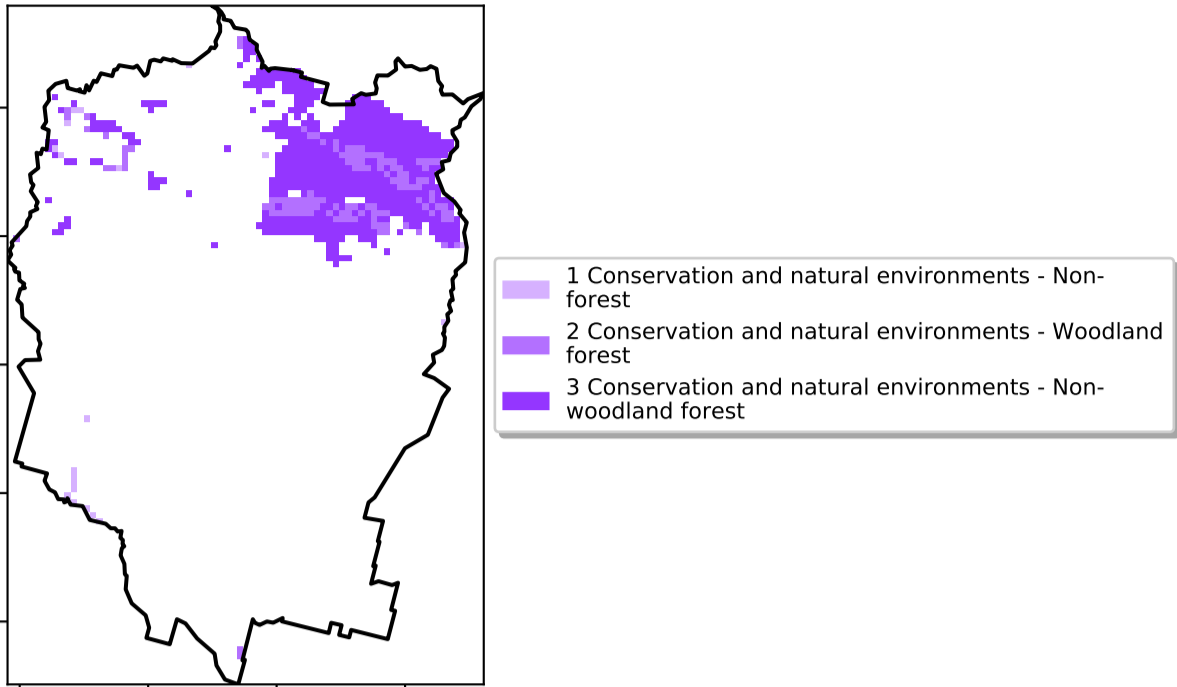 1 Conservation and natural environments - Non-
forest
2 Conservation and natural environments - Woodland
forest
3 Conservation and natural environments - Non-
woodland forest